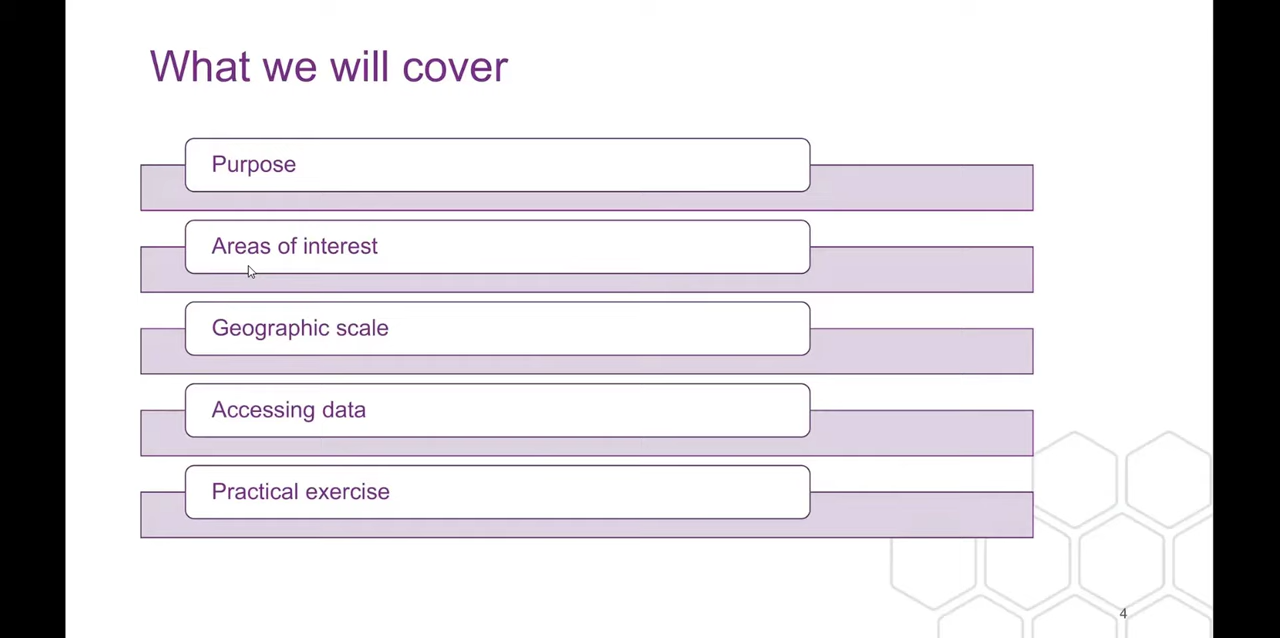 What we will cover
Purpose
Areas of interest
Geographic scale
Accessing data
Practical exercise
4